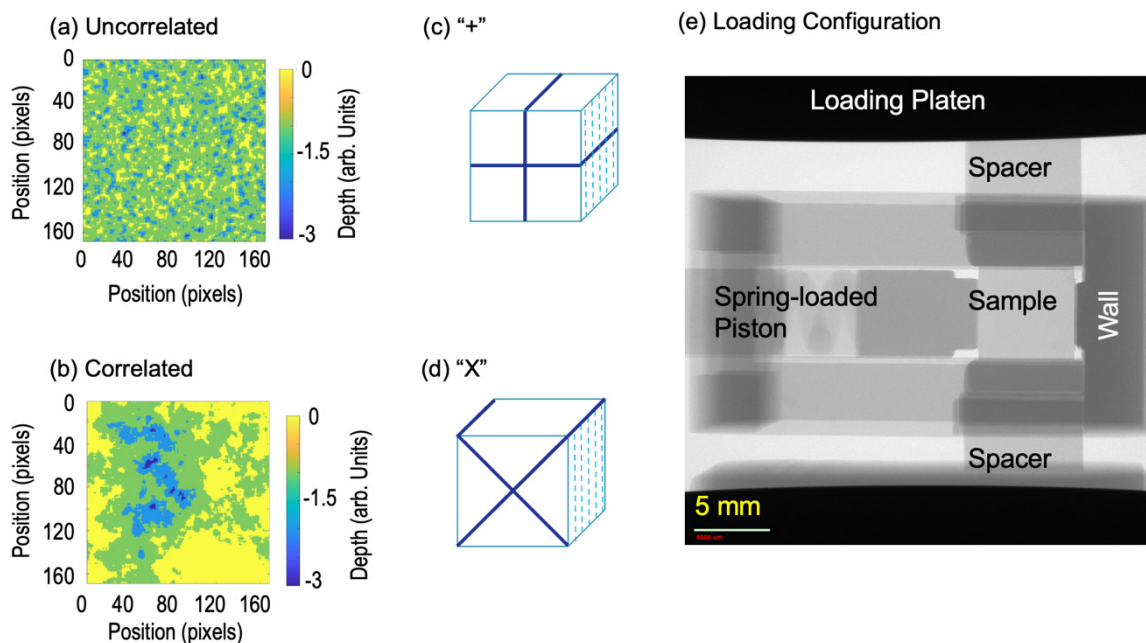 (a) Uncorrelated
0
40
80
120
160
Position (pixels)
0 40 80 120 160
Position (pixels)
0
-1.5
-3
Depth (arb. Units)
(b) Correlated
0
40
80
120
160
Position (pixels)
0 40 80 120 160
Position (pixels)
0
-1.5
-3
Depth (arb. Units)
(c) “+”
(d) “X”
(e) Loading Configuration
Loading Platen
Spacer
Spring-loaded
Piston
Sample
Wall
Spacer
5 mm
5000 um